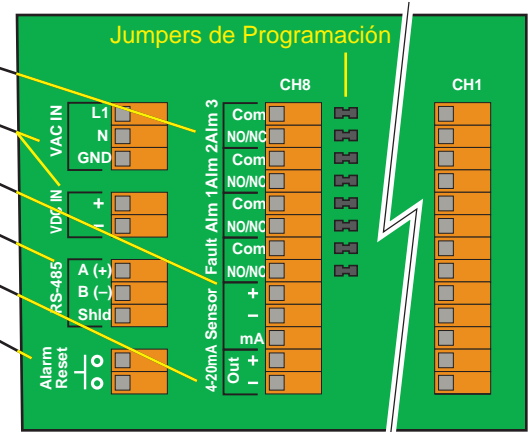 Jumpers de Programación
CH8
CH1
VAC IN
L1
N
GND
VDC IN
+
–
RS-485
A (+)
B (–)
Shld
Alarm Reset
Alm 3
Com
NO/NC
Alm 2
Com
NO/NC
Alm 1
Com
NO/NC
Fault
Com
NO/NC
Sensor
+
–
mA
4-20mA Out
+
–